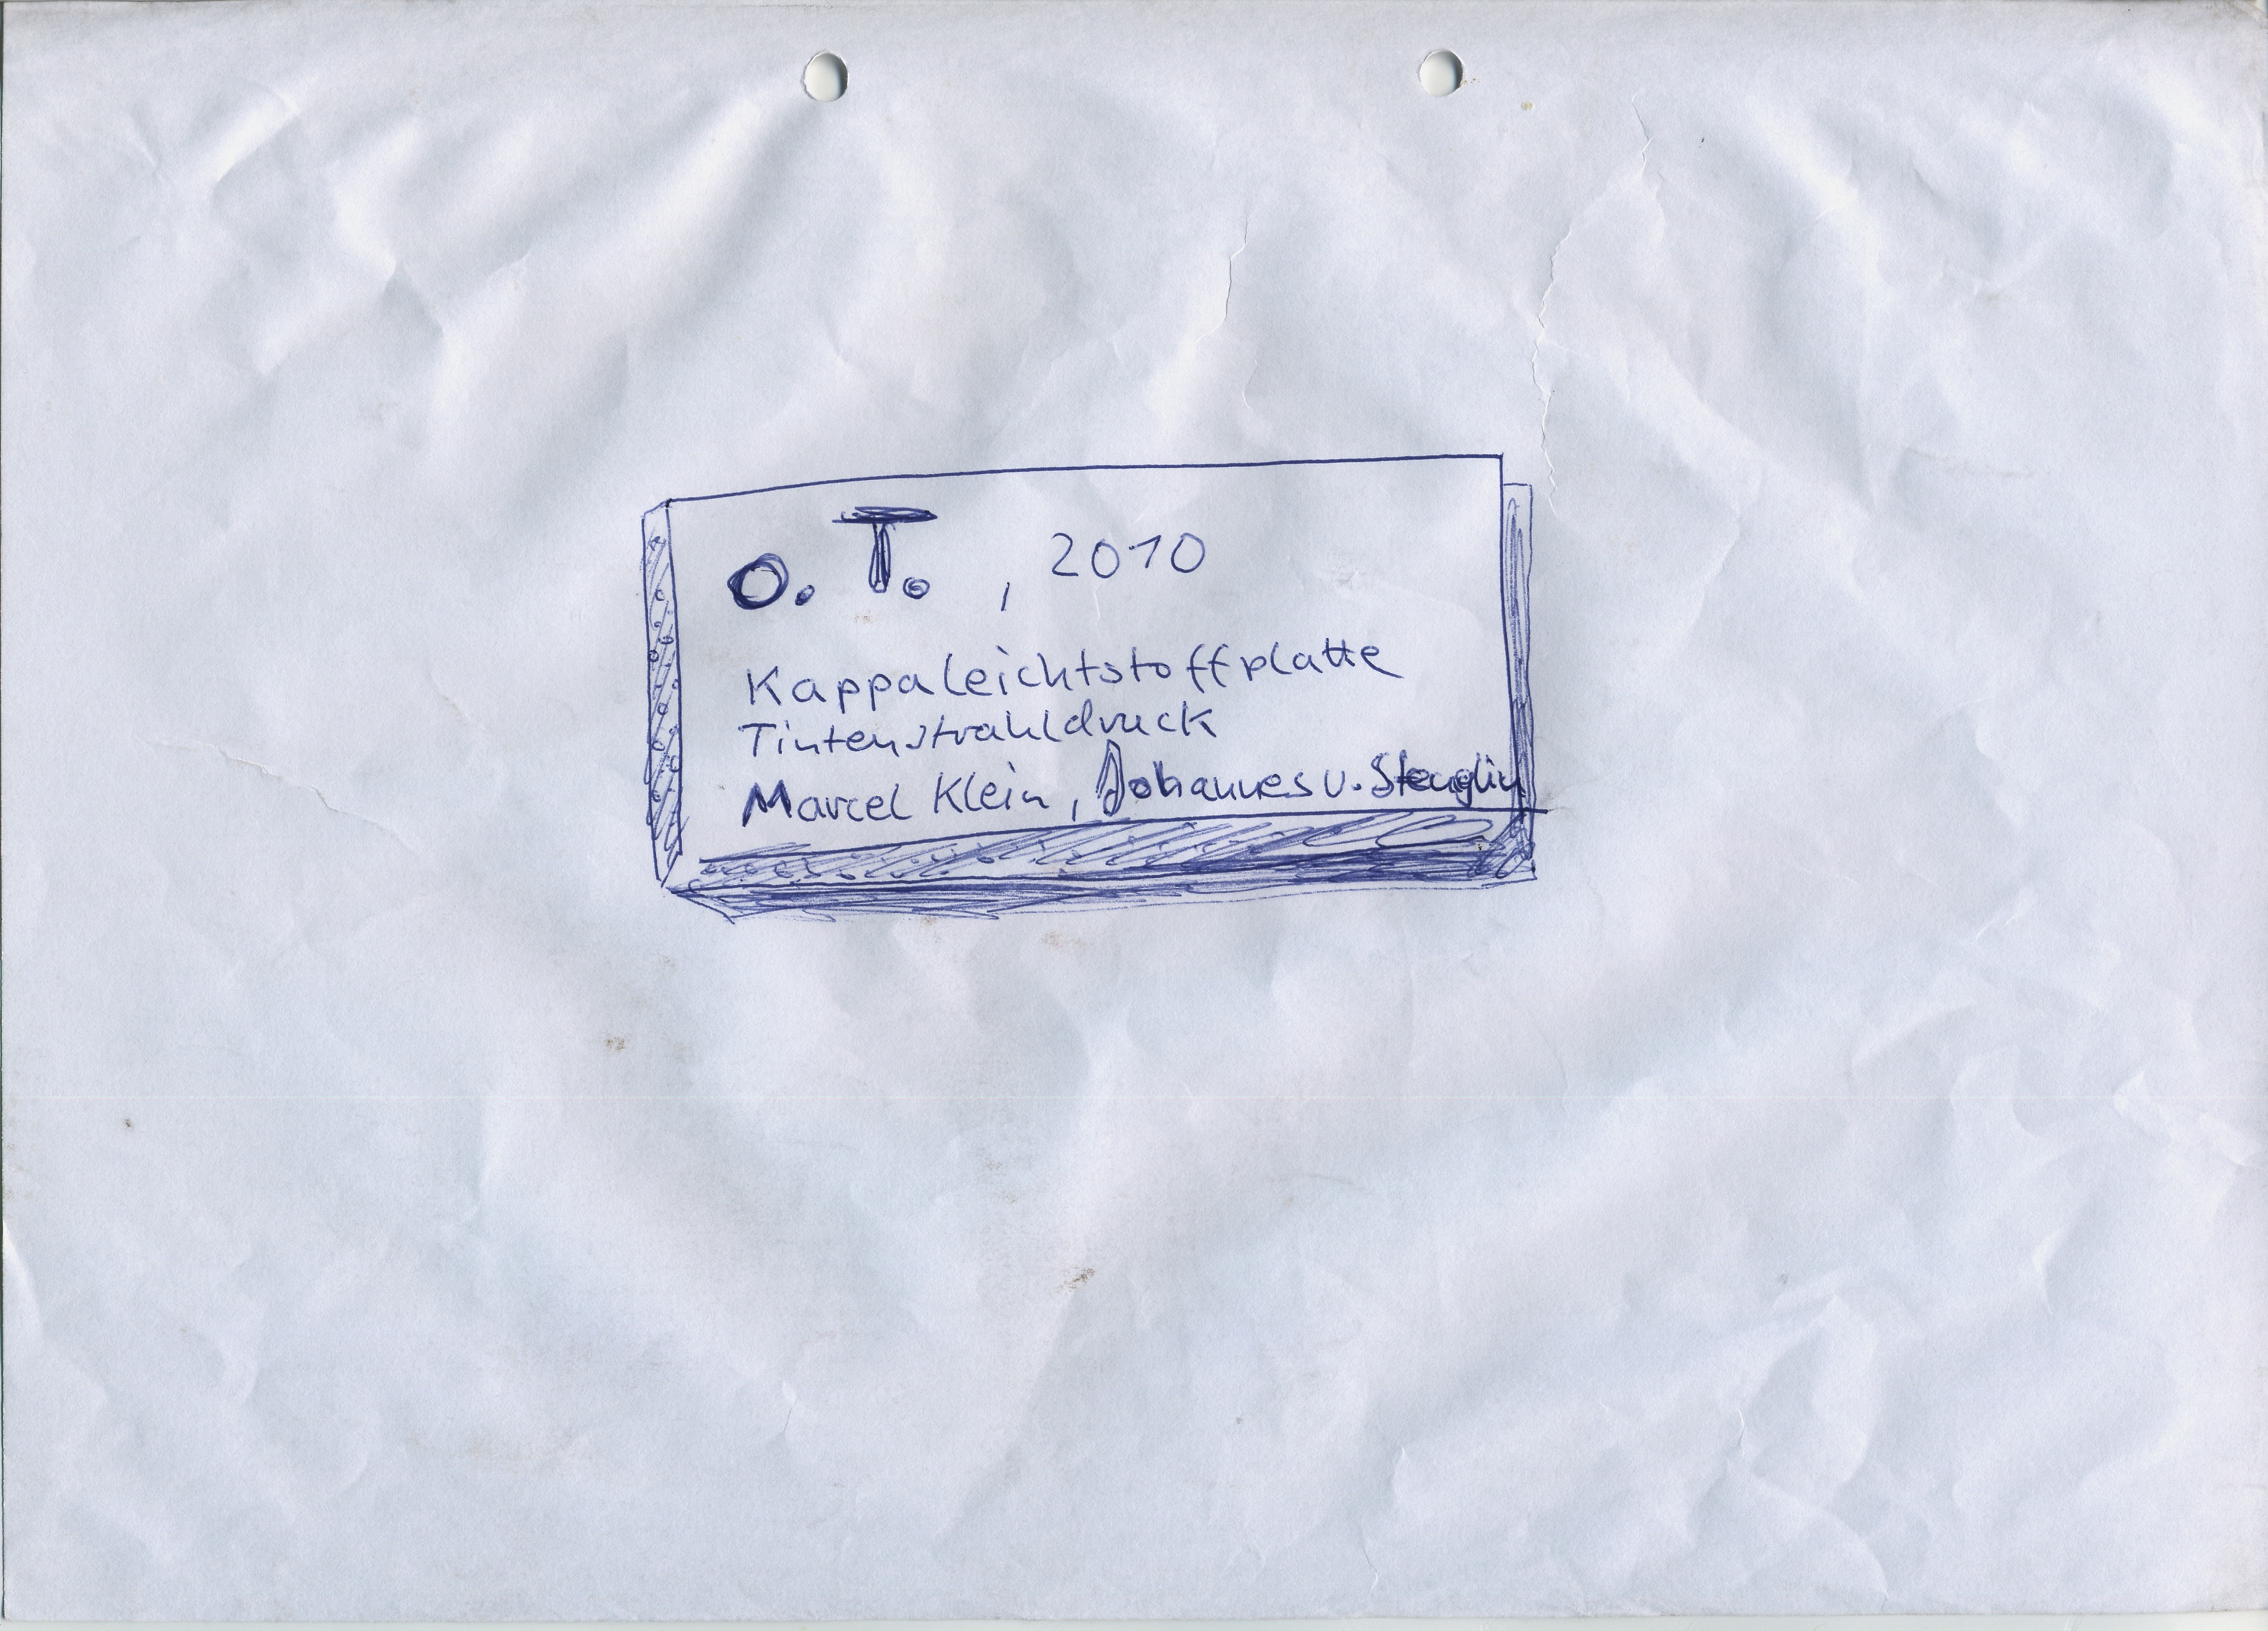 o. T. , 2010
Kappaleichtstoffplatte
Tintenstrahldruck
Marcel Klein, Johannes v. Stenglin